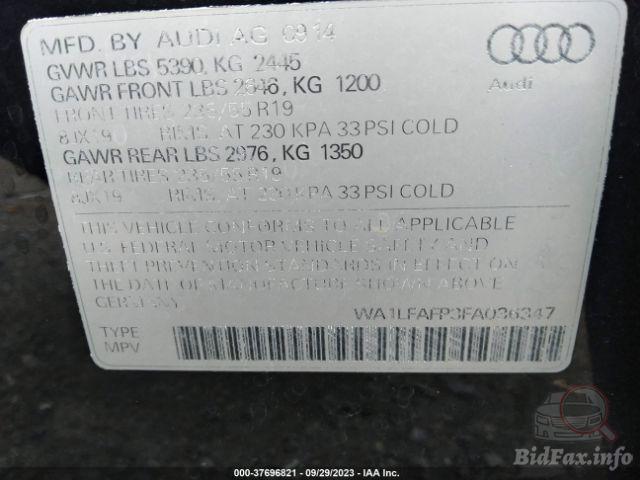 MFD. BY AUDI AG 0914
GVWR LBS 5390, KG 2445
GAWR FRONT LBS 2646, KG 1200
FRONT TIRES 235/55 R19
8JX19 RIMS, AT 230 KPA 33 PSI COLD
GAWR REAR LBS 2976, KG 1350
REAR TIRES 235/55 R19
8JX19 RIMS, AT 230 KPA 33 PSI COLD
Audi
THIS VEHICLE CONFORMS TO ALL APPLICABLE
U.S. FEDERAL MOTOR VEHICLE SAFETY AND
THEFT PREVENTION STANDARDS IN EFFECT ON
THE DATE OF MANUFACTURE SHOWN ABOVE
GERMANY
WA1LFAFP3FA036347
TYPE
MPV
000-37696821 - 09/29/2023 - IAA Inc.
BidFax.info